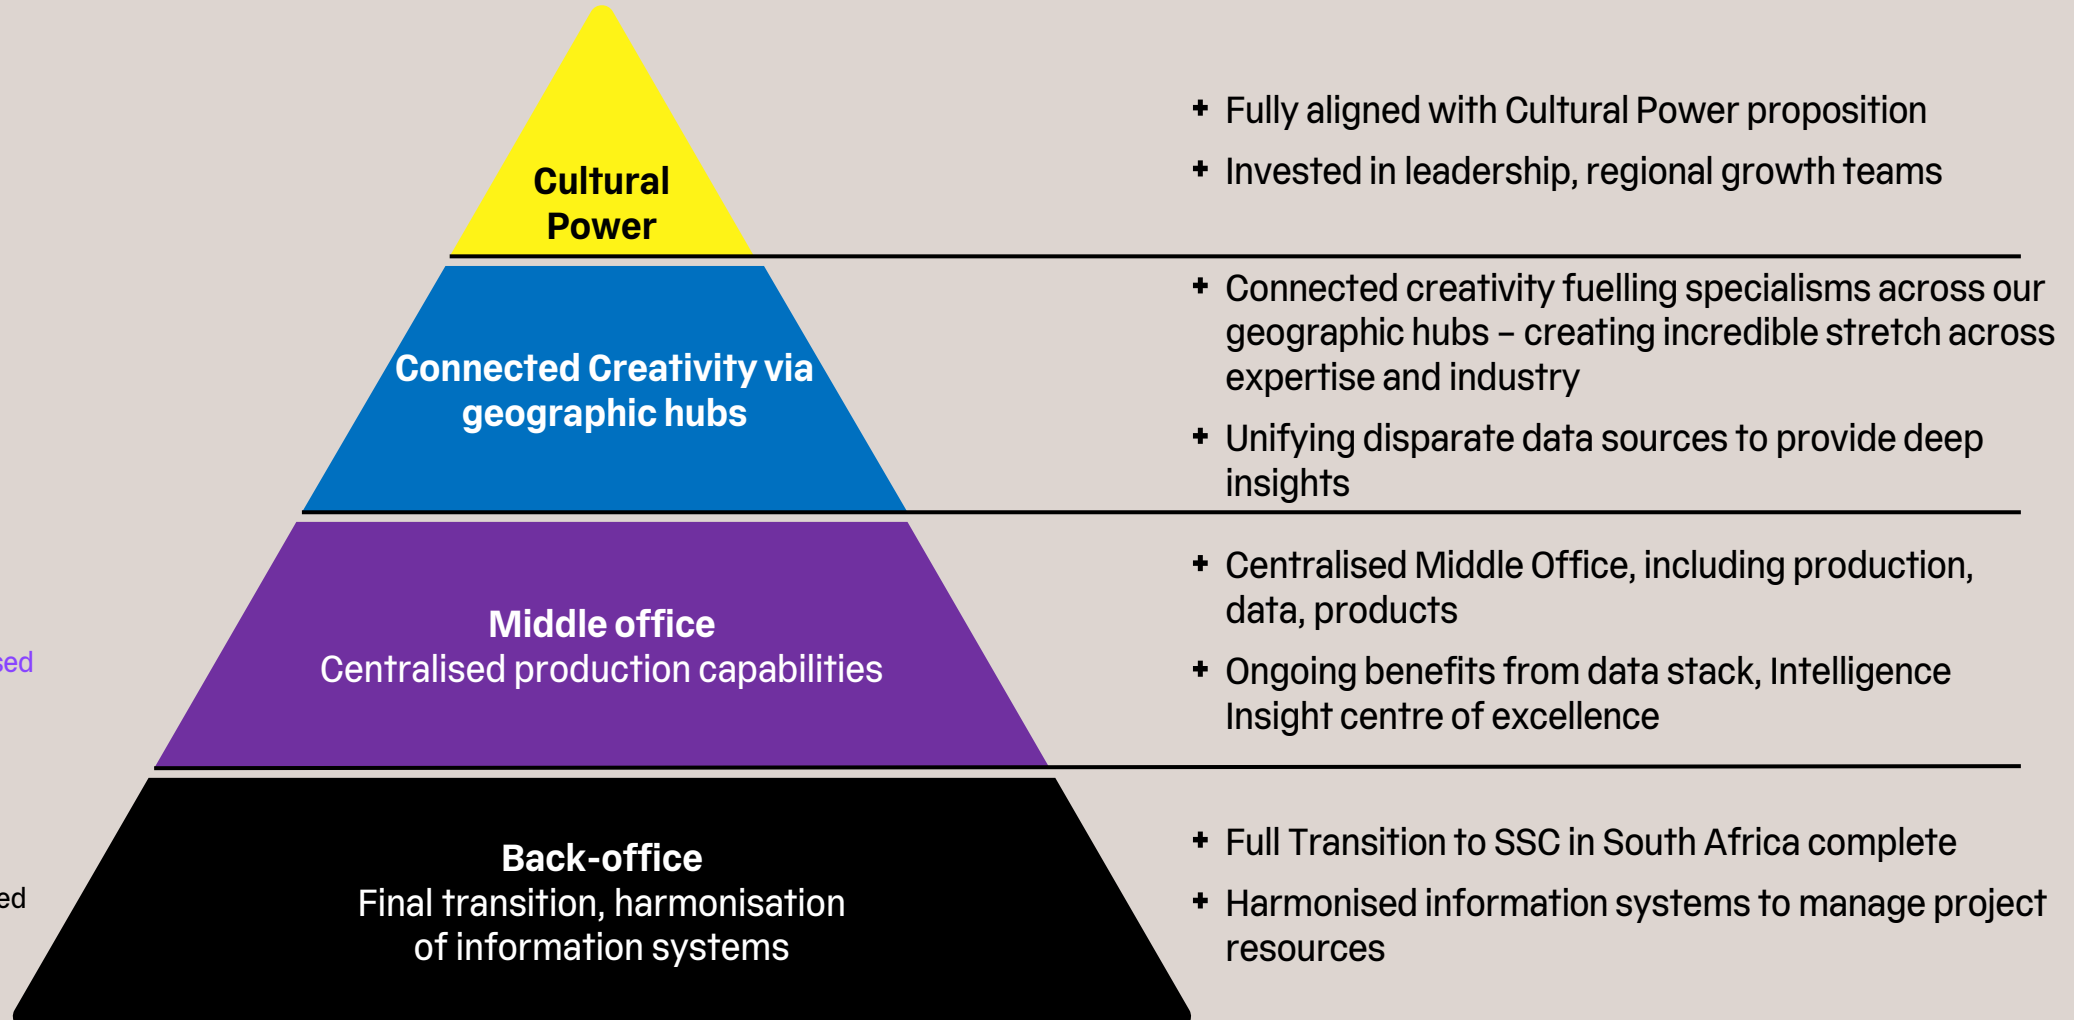 Cultural
Power
+ Fully aligned with Cultural Power proposition
+ Invested in leadership, regional growth teams
Connected Creativity via
geographic hubs
+ Connected creativity fuelling specialisms across our
geographic hubs – creating incredible stretch across
expertise and industry
+ Unifying disparate data sources to provide deep
insights
Middle office
Centralised production capabilities
+ Centralised Middle Office, including production,
data, products
+ Ongoing benefits from data stack, Intelligence
Insight centre of excellence
sed
Back-office
Final transition, harmonisation
of information systems
+ Full Transition to SSC in South Africa complete
+ Harmonised information systems to manage project
resources
ed